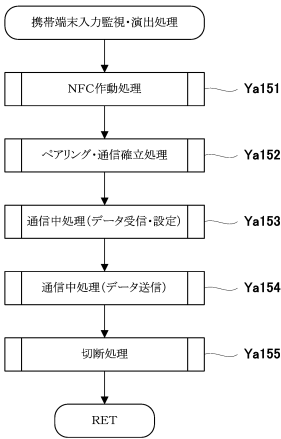 携帯端末入力監視・演出処理
NFC作動処理
Ya151
ペアリング・通信確立処理
Ya152
通信中処理(データ受信・設定)
Ya153
通信中処理(データ送信)
Ya154
切断処理
Ya155
RET